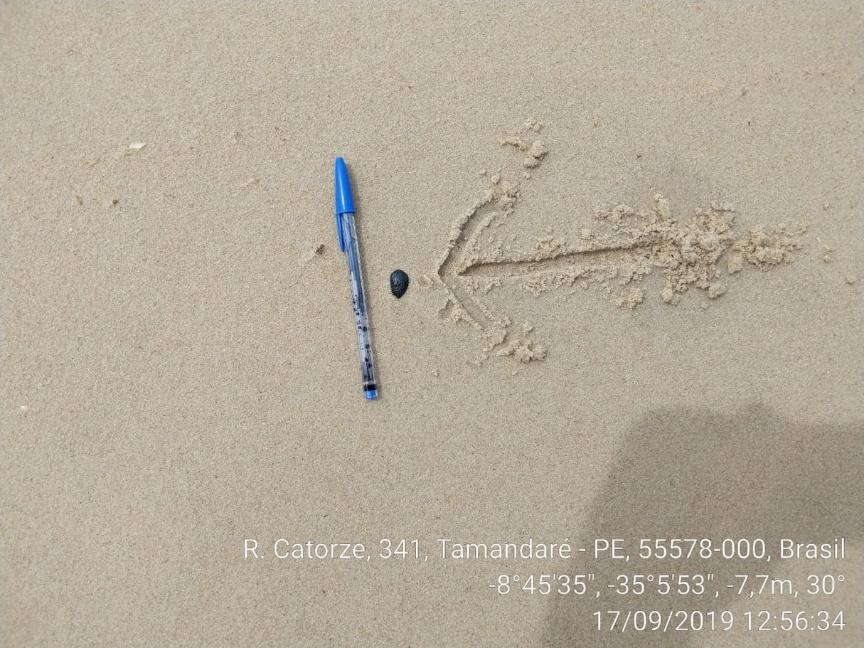 R. Catorze, 341, Tamandaré - PE, 55578-000, Brasil
-8°45'35", -35°5'53", -7,7m, 30°
17/09/2019 12:56:34